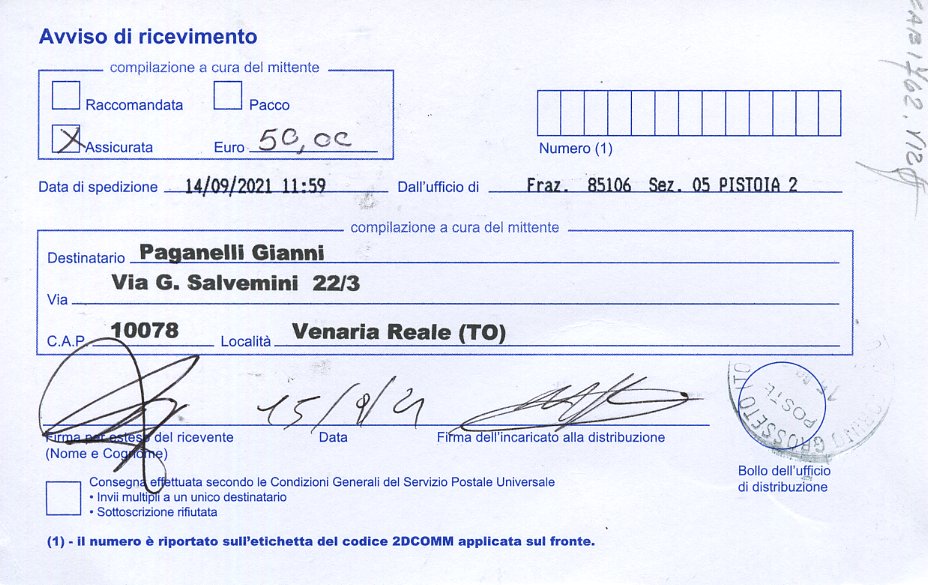 Avviso di ricevimento
compilazione a cura del mittente
Raccomandata Pacco
X Assicurata Euro 50,00
Numero (1)
Data di spedizione 14/09/2021 11:59 Dall'ufficio di Fraz. 85106 Sez. 05 PISTOIA 2
compilazione a cura del mittente
Destinatario Paganelli Gianni
Via G. Salvemini 22/3
Via
C.A.P. 10078 Località Venaria Reale (TO)
15/9/21
Firma per esteso del ricevente Data Firma dell'incaricato alla distribuzione
(Nome e Cognome)
GROSSETO
POSTE
Bollo dell'ufficio
di distribuzione
Consegna effettuata secondo le Condizioni Generali del Servizio Postale Universale
• Invii multipli a un unico destinatario
• Sottoscrizione rifiutata
(1) - il numero è riportato sull'etichetta del codice 2DCOMM applicata sul fronte.